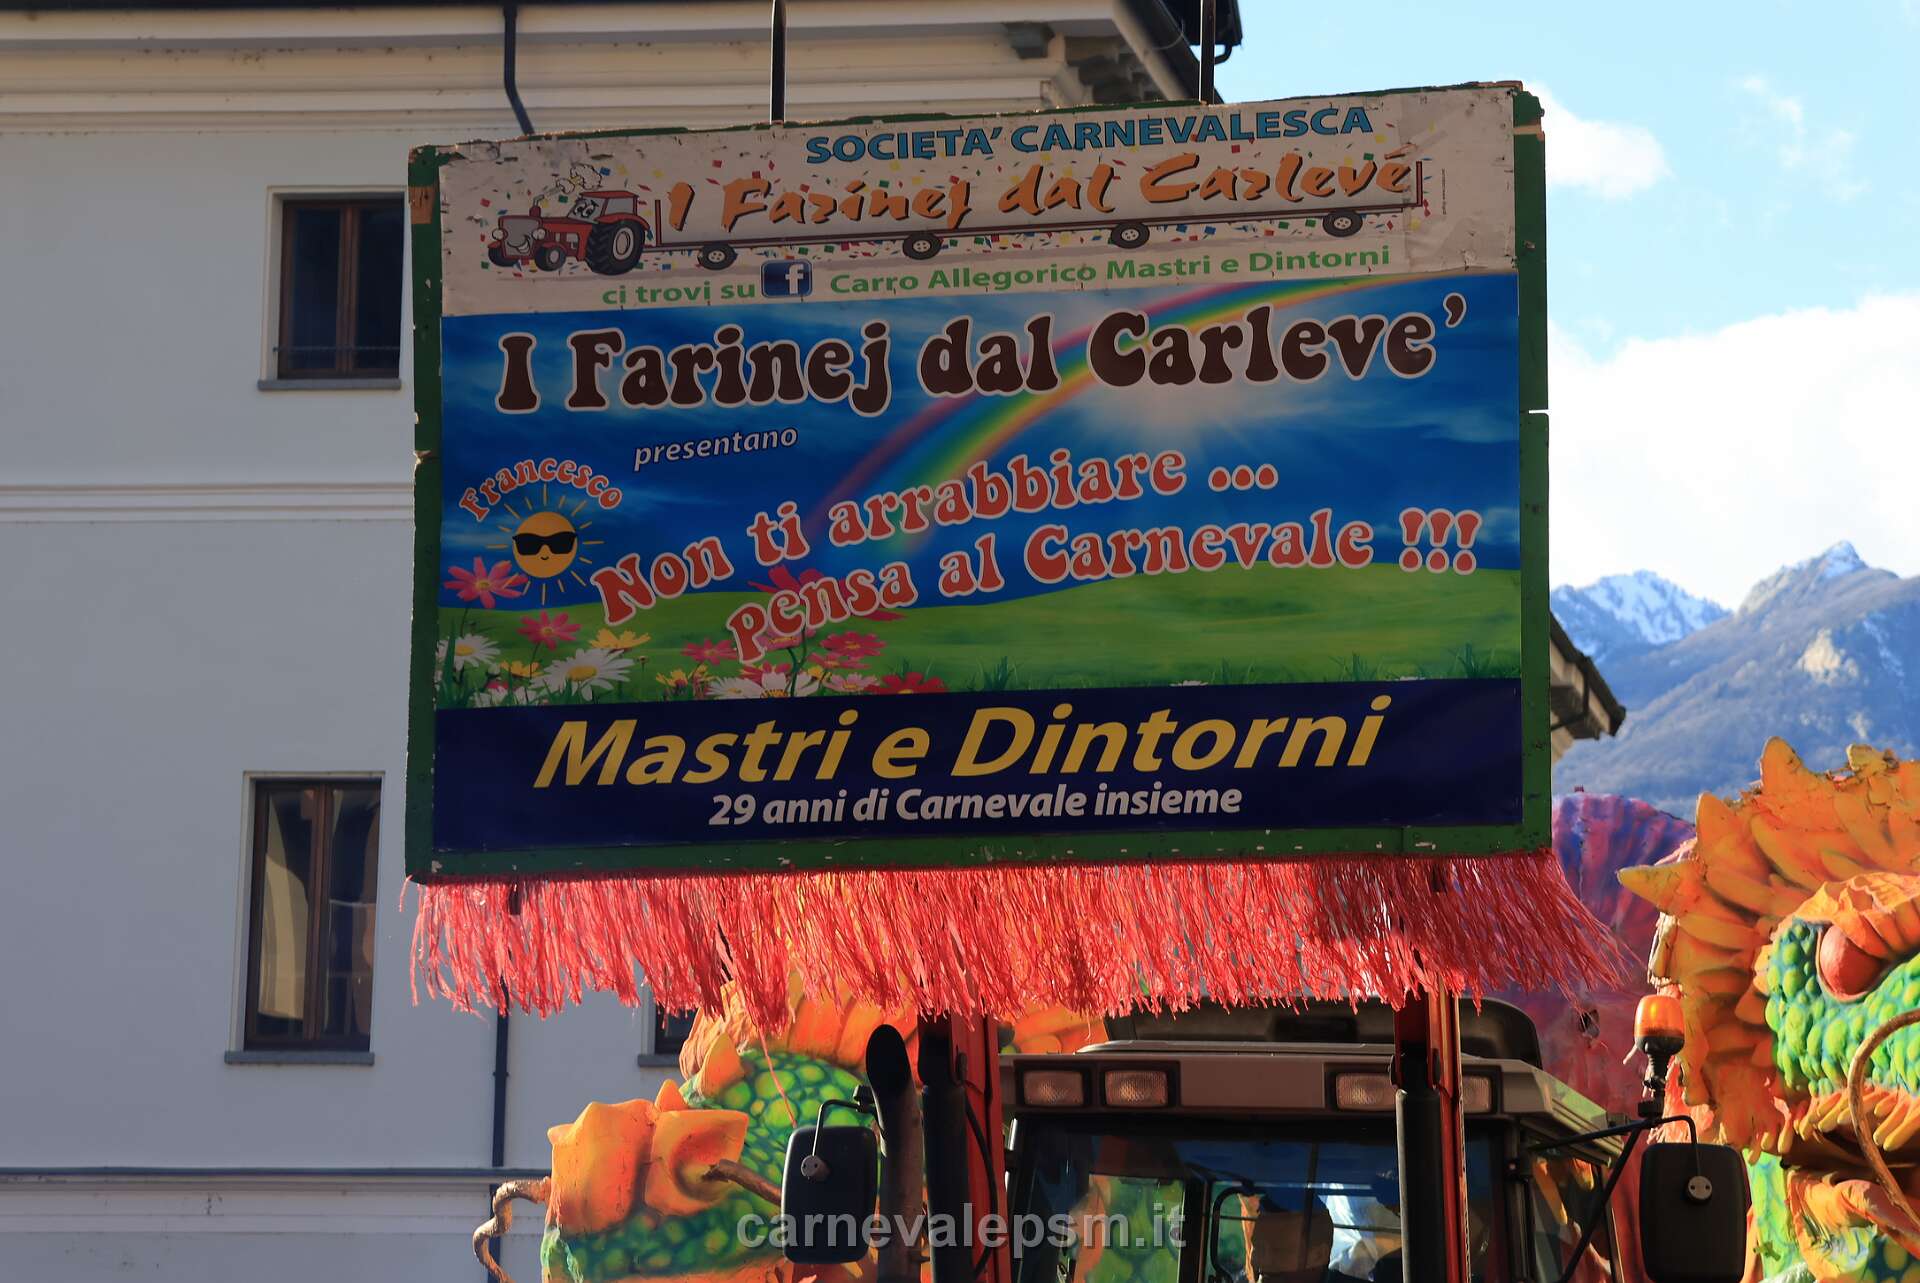 SOCIETA' CARNEVALESCA
I Farinej dal Carlevé
ci trovi su f Carro Allegorico Mastri e Dintorni
I Farinej dal Carleve'
presentano
Francesco
Non ti arrabbiare ...
pensa al Carnevale !!!
Mastri e Dintorni
29 anni di Carnevale insieme
carnevalepsm.it